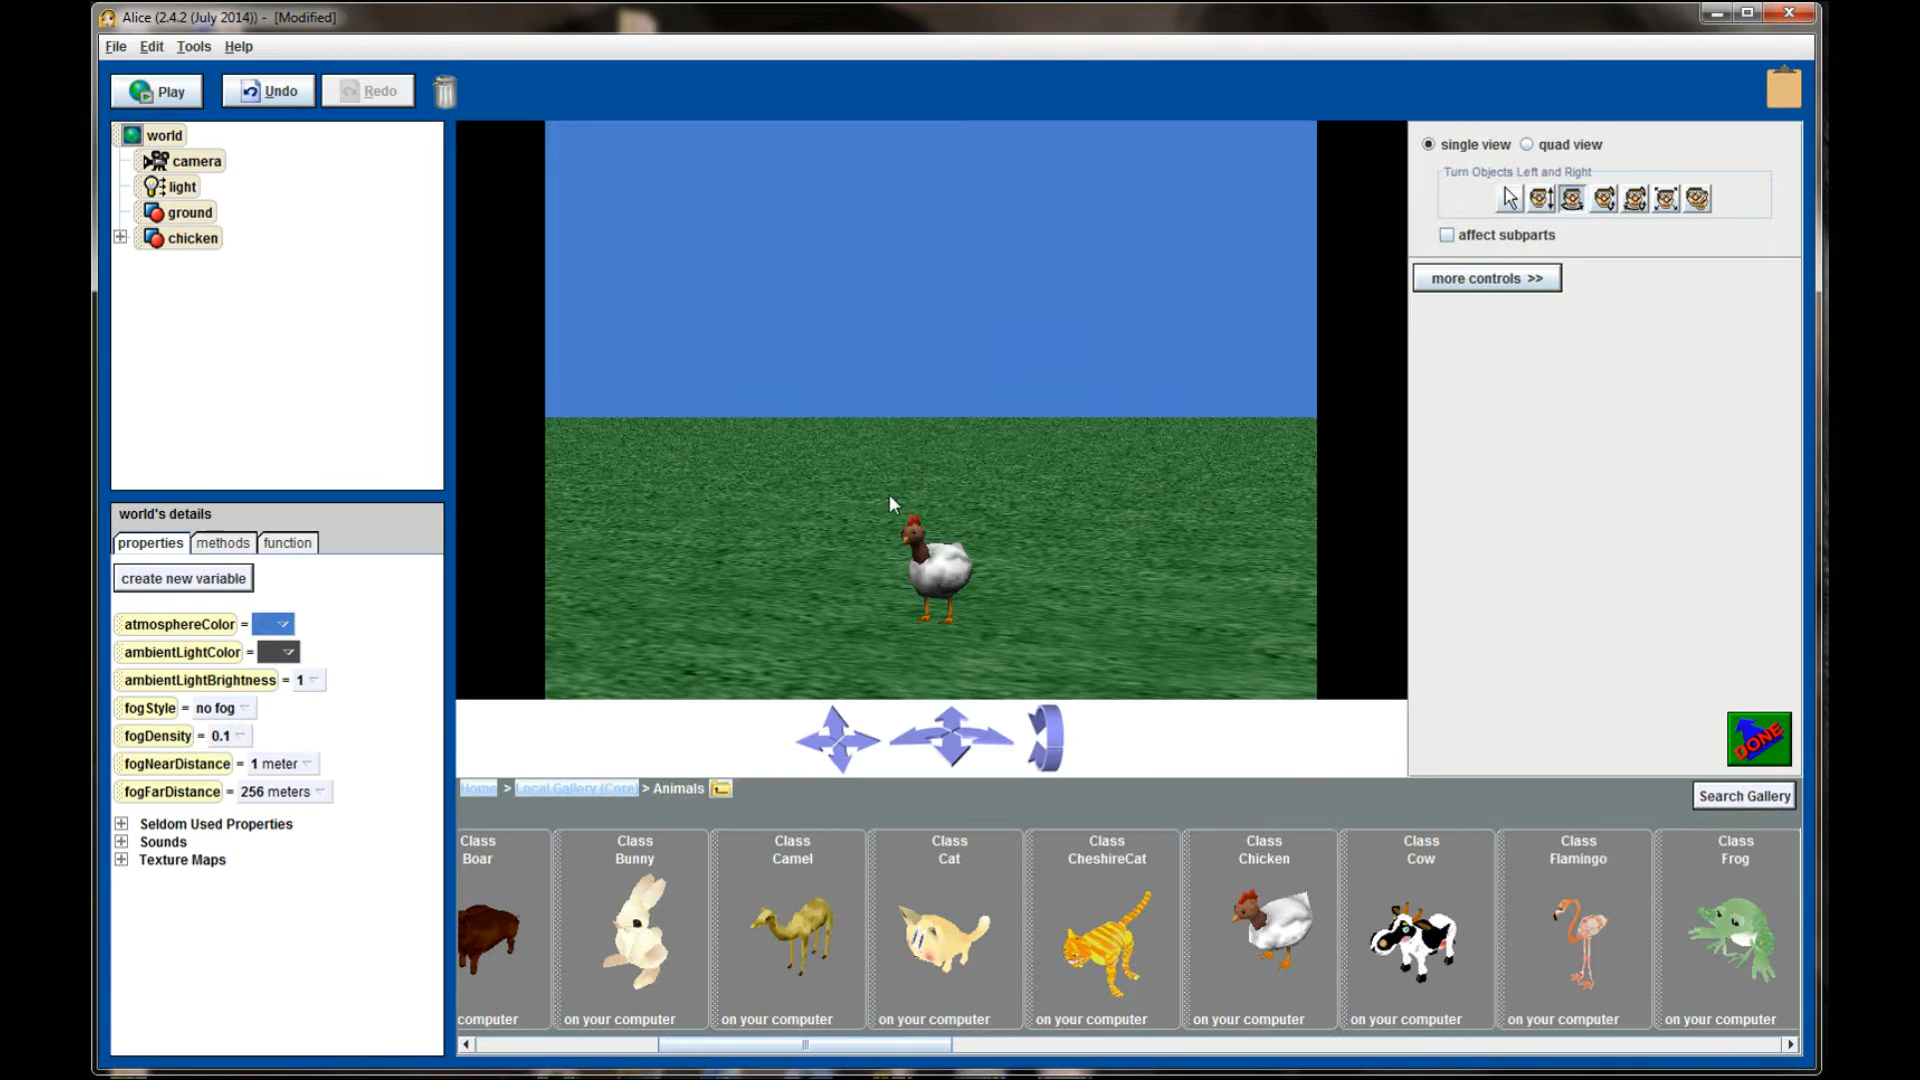 Alice (2.4.2 (July 2014)) - [Modified]
File Edit Tools Help
Play Undo Redo
world
camera
light
ground
chicken
single view quad view
Turn Objects Left and Right
affect subparts
more controls >>
DONE
world's details
properties methods function
create new variable
atmosphereColor =
ambientLightColor =
ambientLightBrightness = 1
fogStyle = no fog
fogDensity = 0.1
fogNearDistance = 1 meter
fogFarDistance = 256 meters
Seldom Used Properties
Sounds
Texture Maps
Home > Local Gallery (Core) > Animals
Search Gallery
Class Boar
computer
Class Bunny
on your computer
Class Camel
on your computer
Class Cat
on your computer
Class CheshireCat
on your computer
Class Chicken
on your computer
Class Cow
on your computer
Class Flamingo
on your computer
Class Frog
on your computer